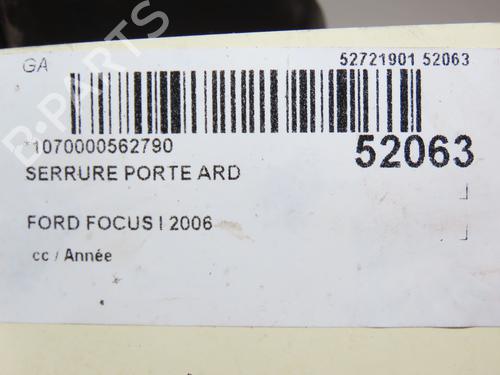 GA 52721901 52063
*1070000562790 52063
SERRURE PORTE ARD
FORD FOCUS I 2006
cc / Année
B-PARTS